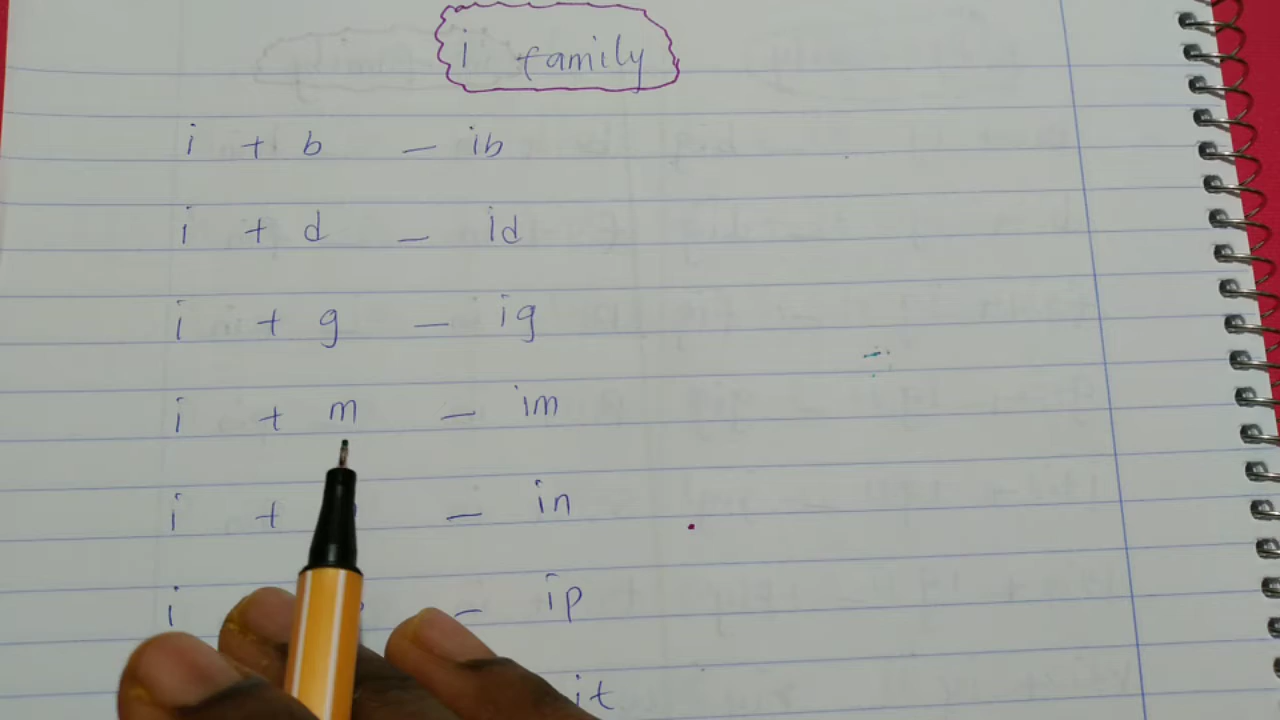 i family
i + b - ib
i + d - id
i + g - ig
i + m - im
i + - in
i - ip
it